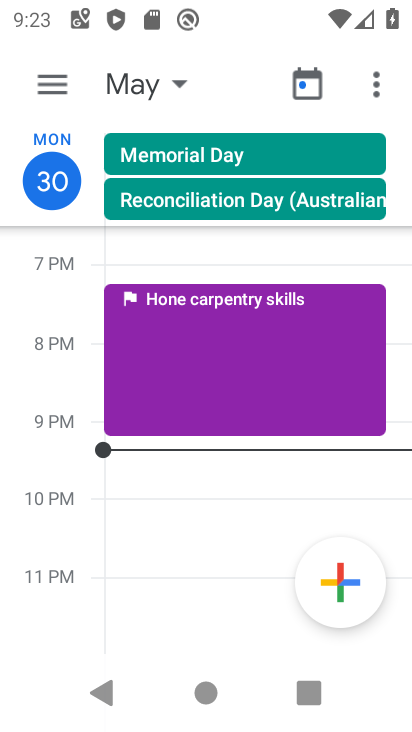 9:23
May
MON
30
Memorial Day
Reconciliation Day (Australian
7 PM
Hone carpentry skills
8 PM
9 PM
10 PM
11 PM